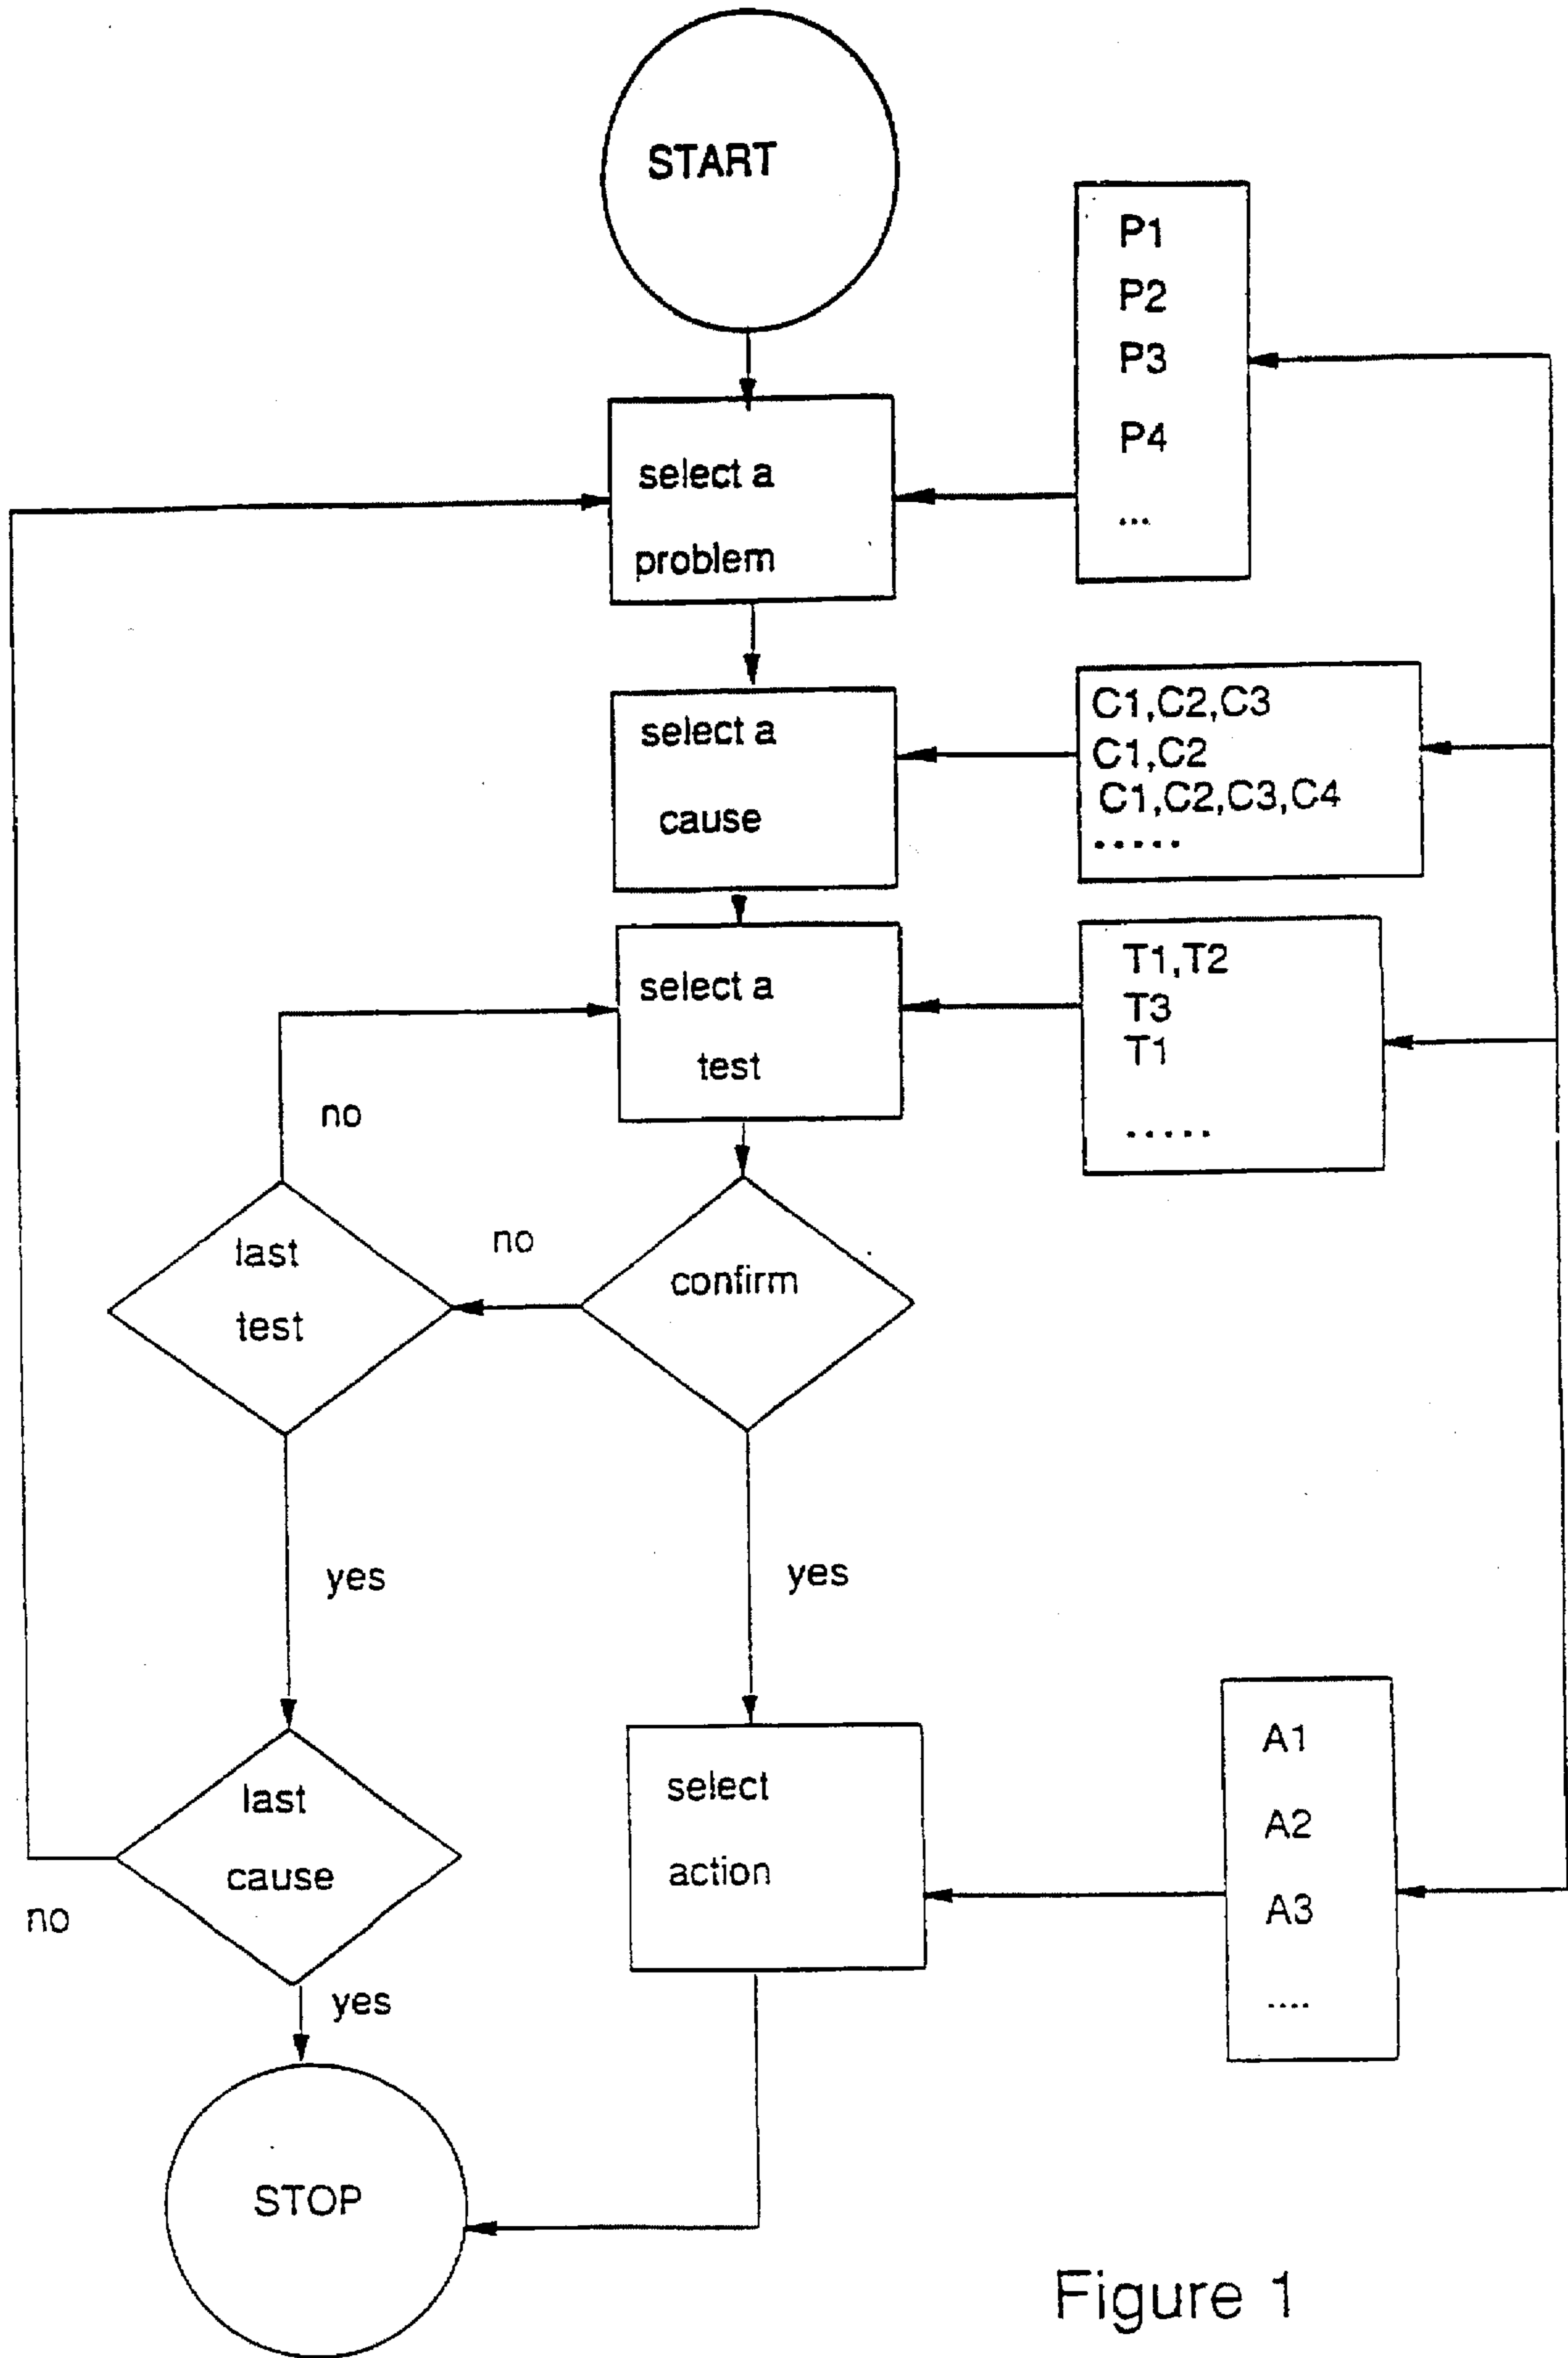 START
P1
P2
P3
P4
...
select a
problem
select a
cause
C1,C2,C3
C1,C2
C1,C2,C3,C4
.....
select a
test
T1,T2
T3
T1
.....
no
last
test
no
confirm
yes
yes
last
cause
no
yes
select
action
A1
A2
A3
....
STOP
Figure 1